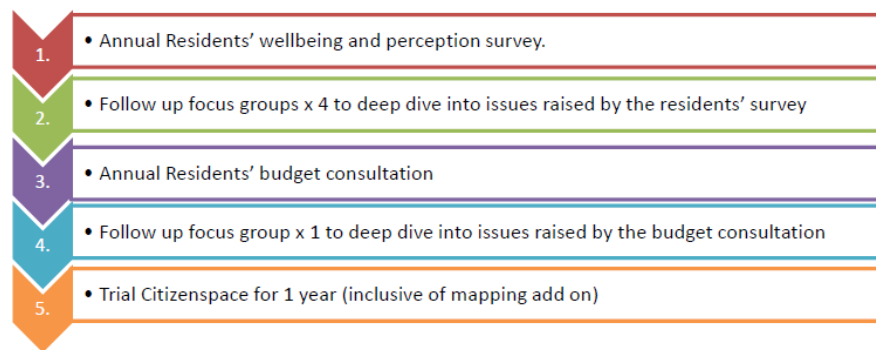 1.
• Annual Residents' wellbeing and perception survey.
2.
• Follow up focus groups x 4 to deep dive into issues raised by the residents' survey
3.
• Annual Residents' budget consultation
4.
• Follow up focus group x 1 to deep dive into issues raised by the budget consultation
5.
• Trial Citizenspace for 1 year (inclusive of mapping add on)